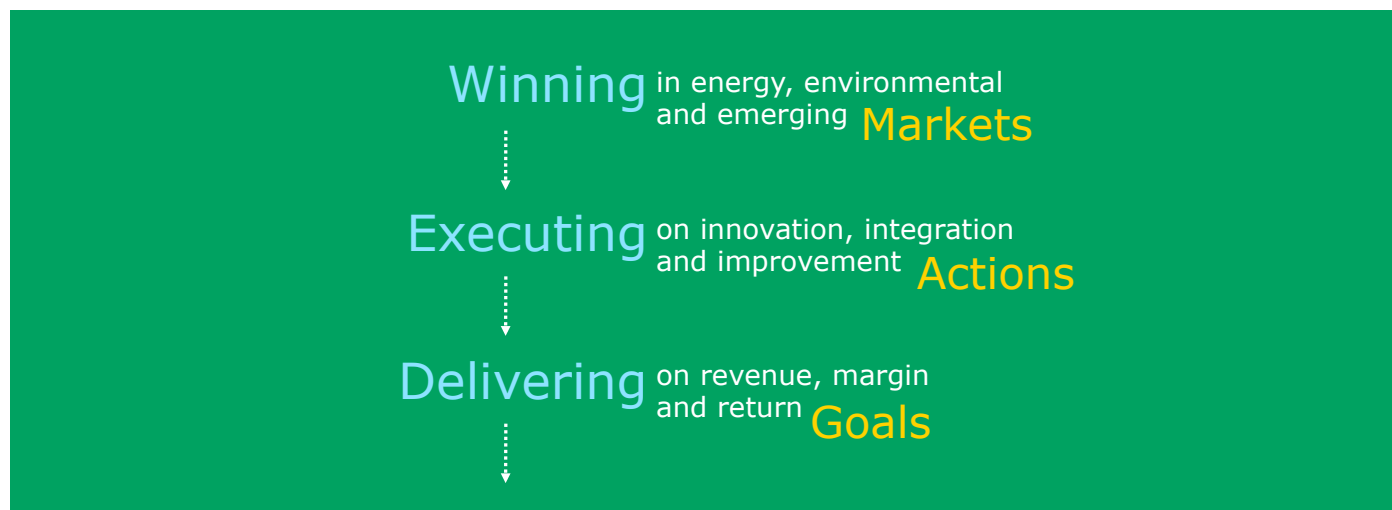 Winning in energy, environmental
and emerging Markets
Executing on innovation, integration
and improvement Actions
Delivering on revenue, margin
and return Goals